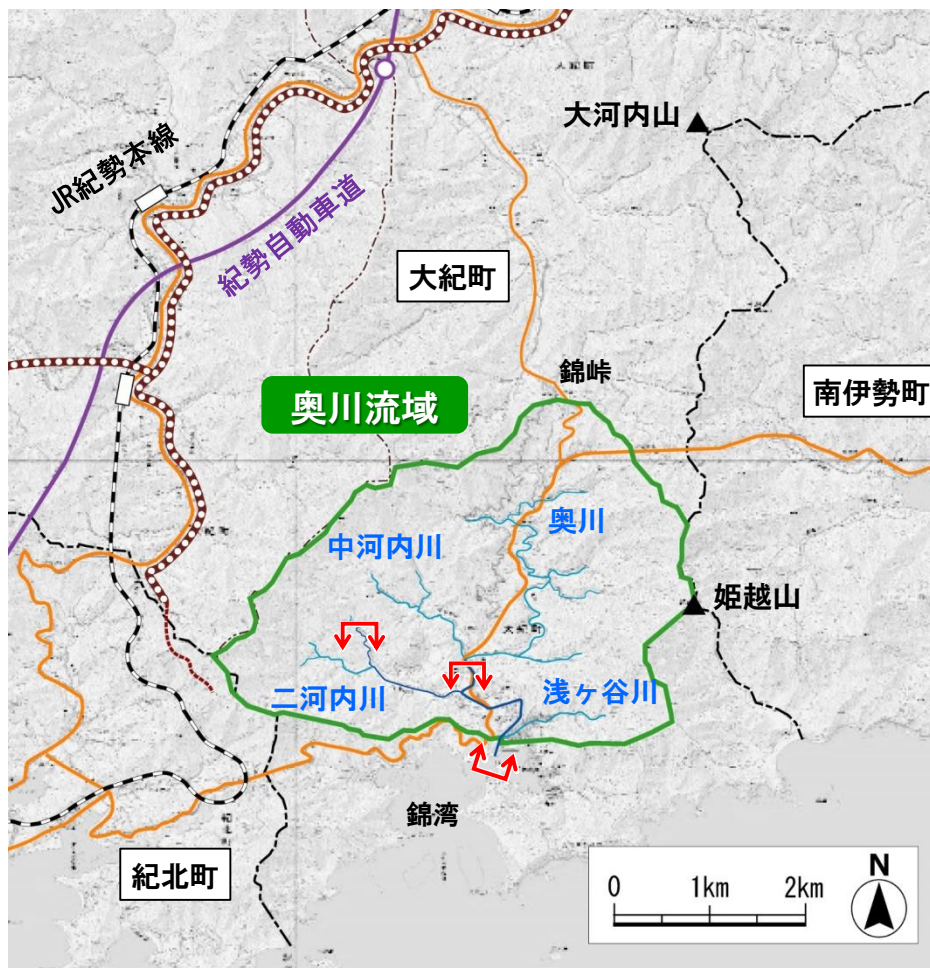 大河内山
JR紀勢本線
紀勢自動車道
大紀町
錦峠
南伊勢町
奥川流域
奥川
中河内川
姫越山
二河内川
浅ヶ谷川
錦湾
紀北町
N
0 1km 2km